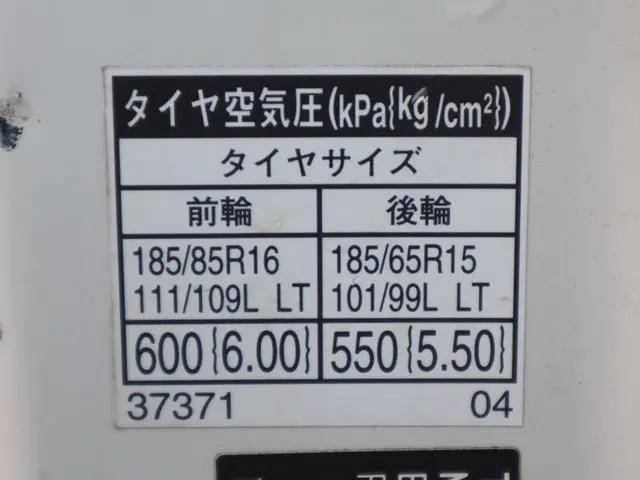 タイヤ空気圧(kPa{kg/cm²})
タイヤサイズ
前輪 後輪
185/85R16 185/65R15
111/109L LT 101/99L LT
600{6.00} 550{5.50}
37371 04